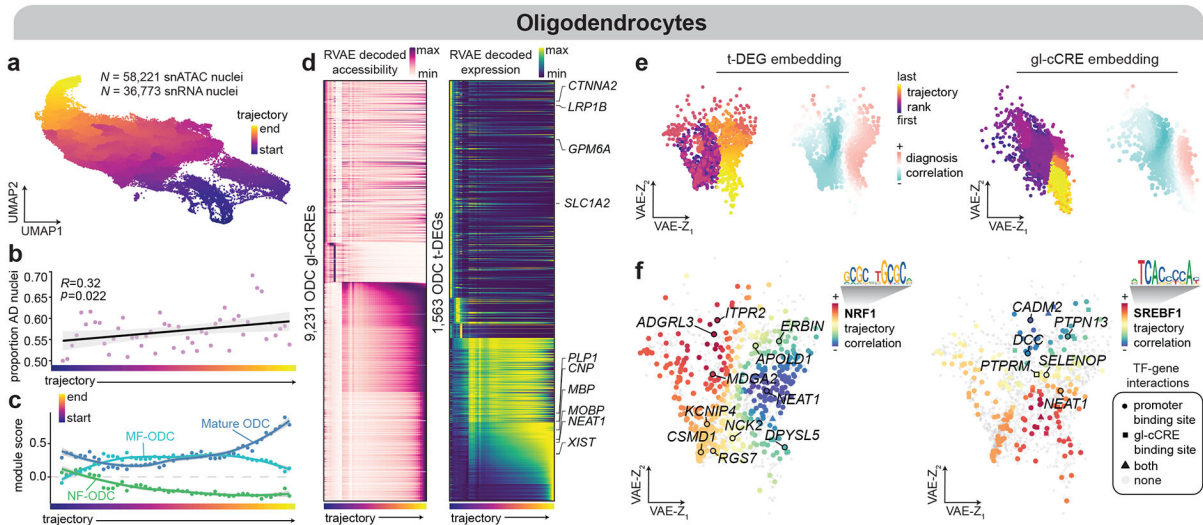 Oligodendrocytes
a
N = 58,221 snATAC nuclei
N = 36,773 snRNA nuclei
trajectory
end
start
UMAP2
UMAP1
b
R=0.32
p=0.022
proportion AD nuclei
0.70
0.65
0.60
0.55
0.50
trajectory
c
end
start
module score
0.5
0.0
Mature ODC
MF-ODC
NF-ODC
trajectory
d
RVAE decoded
accessibility
max
min
RVAE decoded
expression
max
min
9,231 ODC gl-cCREs
1,563 ODC t-DEGs
CTNNA2
LRP1B
GPM6A
SLC1A2
PLP1
CNP
MBP
MOBP
NEAT1
XIST
trajectory
trajectory
e
t-DEG embedding
gl-cCRE embedding
last
trajectory
rank
first
+
diagnosis
correlation
-
VAE-Z2
VAE-Z1
VAE-Z2
VAE-Z1
f
GCGC TGCGC
+
NRF1
trajectory
correlation
-
ITPR2
ADGRL3
ERBIN
APOLD1
MDGA2
NEAT1
KCNIP4
NCK2
CSMD1
DPYSL5
RGS7
VAE-Z2
VAE-Z1
TCAC CCA
+
SREBF1
trajectory
correlation
-
CADM2
PTPN13
DCC
SELENOP
PTPRM
NEAT1
VAE-Z2
VAE-Z1
TF-gene
interactions
promoter
binding site
gl-cCRE
binding site
both
none